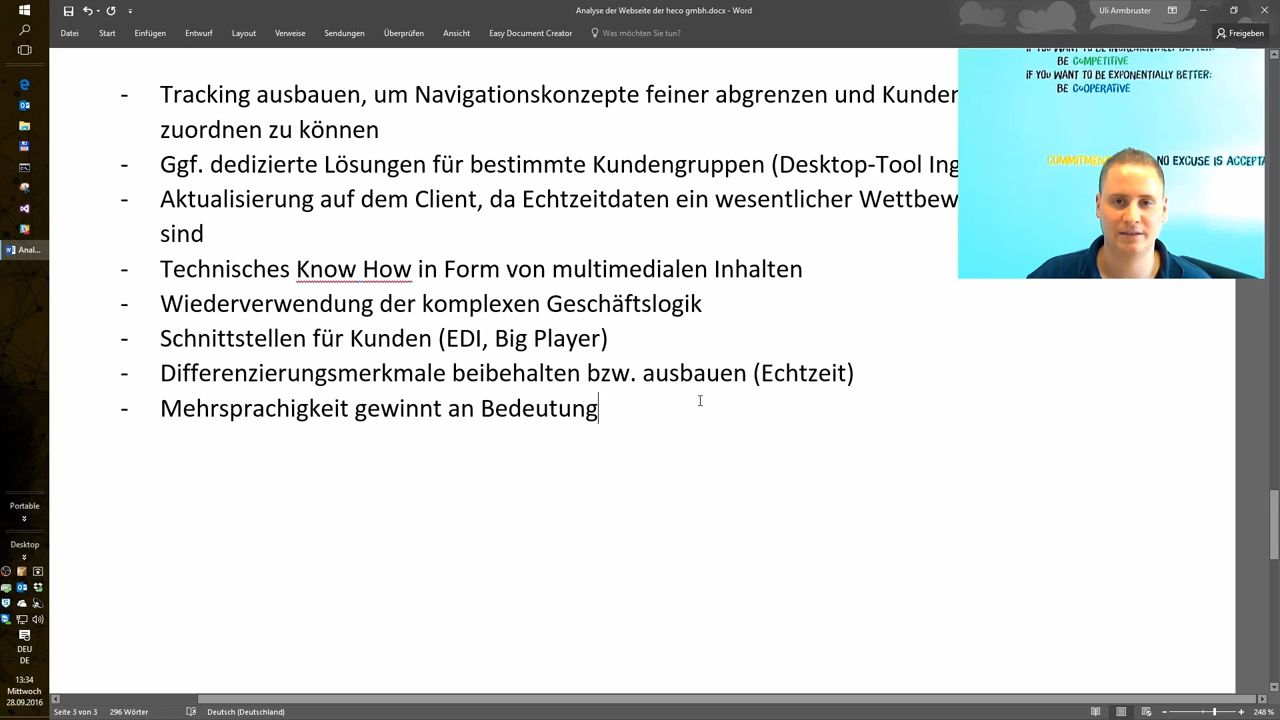 Analyse der Webseite der heco gmbh.docx - Word
Uli Armbruster
Datei Start Einfügen Entwurf Layout Verweise Sendungen Überprüfen Ansicht Easy Document Creator Was möchten Sie tun? Freigeben
IF YOU WANT TO BE INCREMENTALLY BETTER:
BE COMPETITIVE
IF YOU WANT TO BE EXPONENTIALLY BETTER:
BE COOPERATIVE
COMMITMENT NO EXCUSE IS ACCEPTA
- Tracking ausbauen, um Navigationskonzepte feiner abgrenzen und Kunden
zuordnen zu können
- Ggf. dedizierte Lösungen für bestimmte Kundengruppen (Desktop-Tool Ing
- Aktualisierung auf dem Client, da Echtzeitdaten ein wesentlicher Wettbew
sind
- Technisches Know How in Form von multimedialen Inhalten
- Wiederverwendung der komplexen Geschäftslogik
- Schnittstellen für Kunden (EDI, Big Player)
- Differenzierungsmerkmale beibehalten bzw. ausbauen (Echtzeit)
- Mehrsprachigkeit gewinnt an Bedeutung
Anal...
Portable
Desktop
DEU
DE
13:34
Mittwoch
28.09.2016
Seite 3 von 3 296 Wörter Deutsch (Deutschland) 248 %